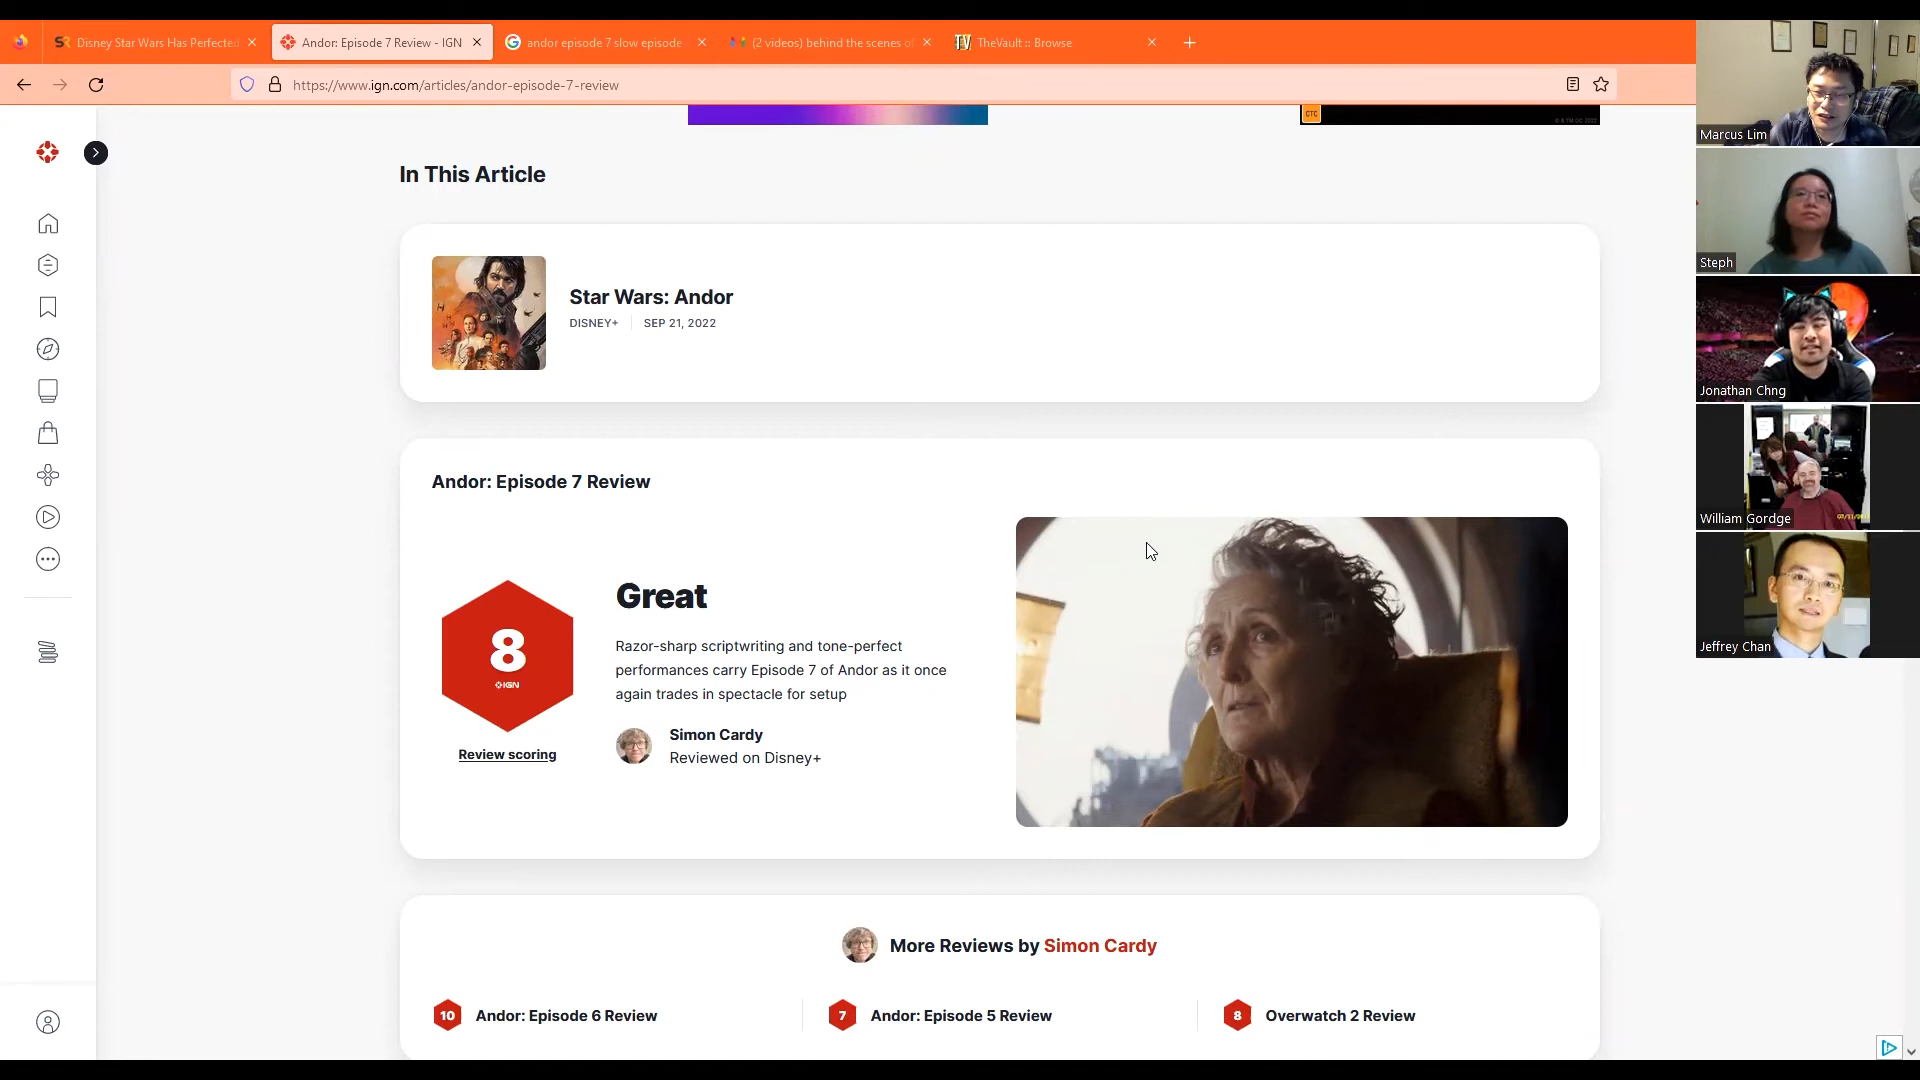 Disney Star Wars Has Perfected
Andor: Episode 7 Review - IGN
andor episode 7 slow episode
(2 videos) behind the scenes of
TheVault :: Browse
https://www.ign.com/articles/andor-episode-7-review
CTC
In This Article
Star Wars: Andor
DISNEY+
SEP 21, 2022
Andor: Episode 7 Review
8
IGN
Review scoring
Great
Razor-sharp scriptwriting and tone-perfect
performances carry Episode 7 of Andor as it once
again trades in spectacle for setup
Simon Cardy
Reviewed on Disney+
More Reviews by Simon Cardy
10 Andor: Episode 6 Review
7 Andor: Episode 5 Review
8 Overwatch 2 Review
Marcus Lim
Steph
Jonathan Chng
William Gordge
Jeffrey Chan